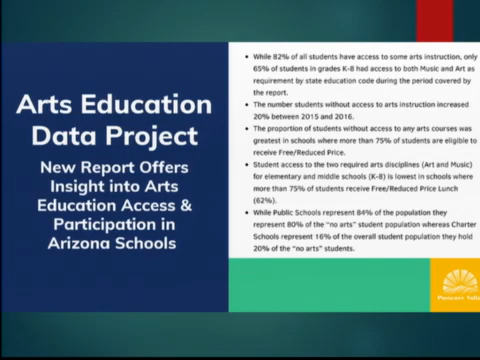 Arts Education
Data Project
New Report Offers
Insight into Arts
Education Access &
Participation in
Arizona Schools
• While 82% of all students have access to some arts instruction, only
65% of students in grades K-8 had access to both Music and Art as
requirement by state education code during the period covered by
the report.
• The number students without access to arts instruction increased
20% between 2015 and 2016.
• The proportion of students without access to any arts courses was
greatest in schools where more than 75% of students are eligible to
receive Free/Reduced Price.
• Student access to the two required arts disciplines (Art and Music)
for elementary and middle schools (K-8) is lowest in schools where
more than 75% of students receive Free/Reduced Price Lunch
(62%).
• While Public Schools represent 84% of the population they
represent 80% of the "no arts" student population whereas Charter
Schools represent 16% of the overall student population they hold
20% of the "no arts" students.